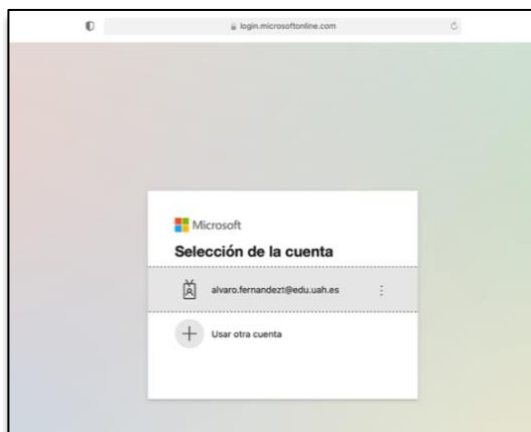 login.microsoftonline.com
Microsoft
Selección de la cuenta
alvaro.fernandezt@edu.uah.es
Usar otra cuenta